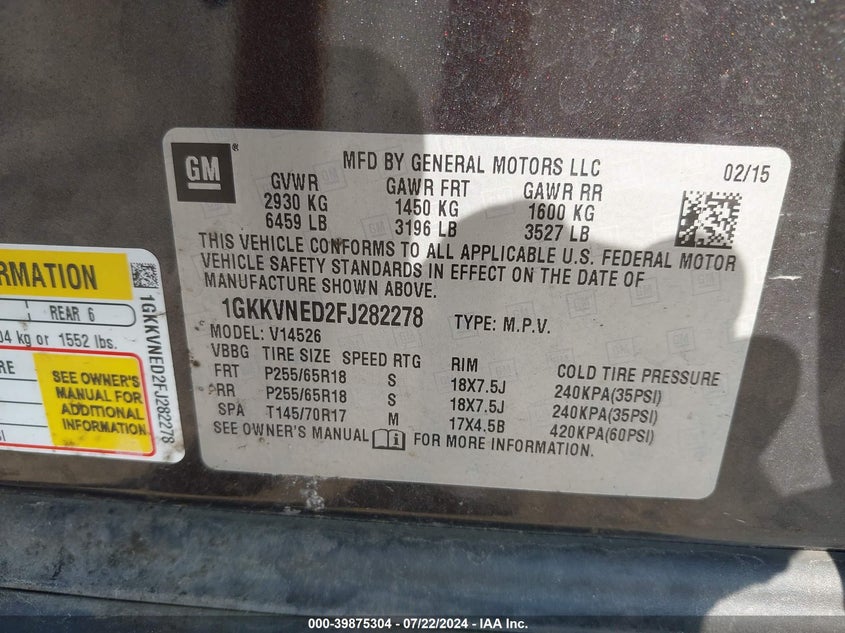 GM
MFD BY GENERAL MOTORS LLC 02/15
GVWR GAWR FRT GAWR RR
2930 KG 1450 KG 1600 KG
6459 LB 3196 LB 3527 LB
THIS VEHICLE CONFORMS TO ALL APPLICABLE U.S. FEDERAL MOTOR
VEHICLE SAFETY STANDARDS IN EFFECT ON THE DATE OF
MANUFACTURE SHOWN ABOVE.
1GKKVNED2FJ282278 TYPE: M.P.V.
MODEL: V14526
VBBG TIRE SIZE SPEED RTG RIM COLD TIRE PRESSURE
FRT P255/65R18 S 18X7.5J 240KPA(35PSI)
RR P255/65R18 S 18X7.5J 240KPA(35PSI)
SPA T145/70R17 M 17X4.5B 420KPA(60PSI)
SEE OWNER'S MANUAL FOR MORE INFORMATION.
RMATION
REAR 6
04 kg or 1552 lbs.
RE
SEE OWNER'S
MANUAL FOR
ADDITIONAL
INFORMATION
1GKKVNED2FJ282278
000-39875304 - 07/22/2024 - IAA Inc.